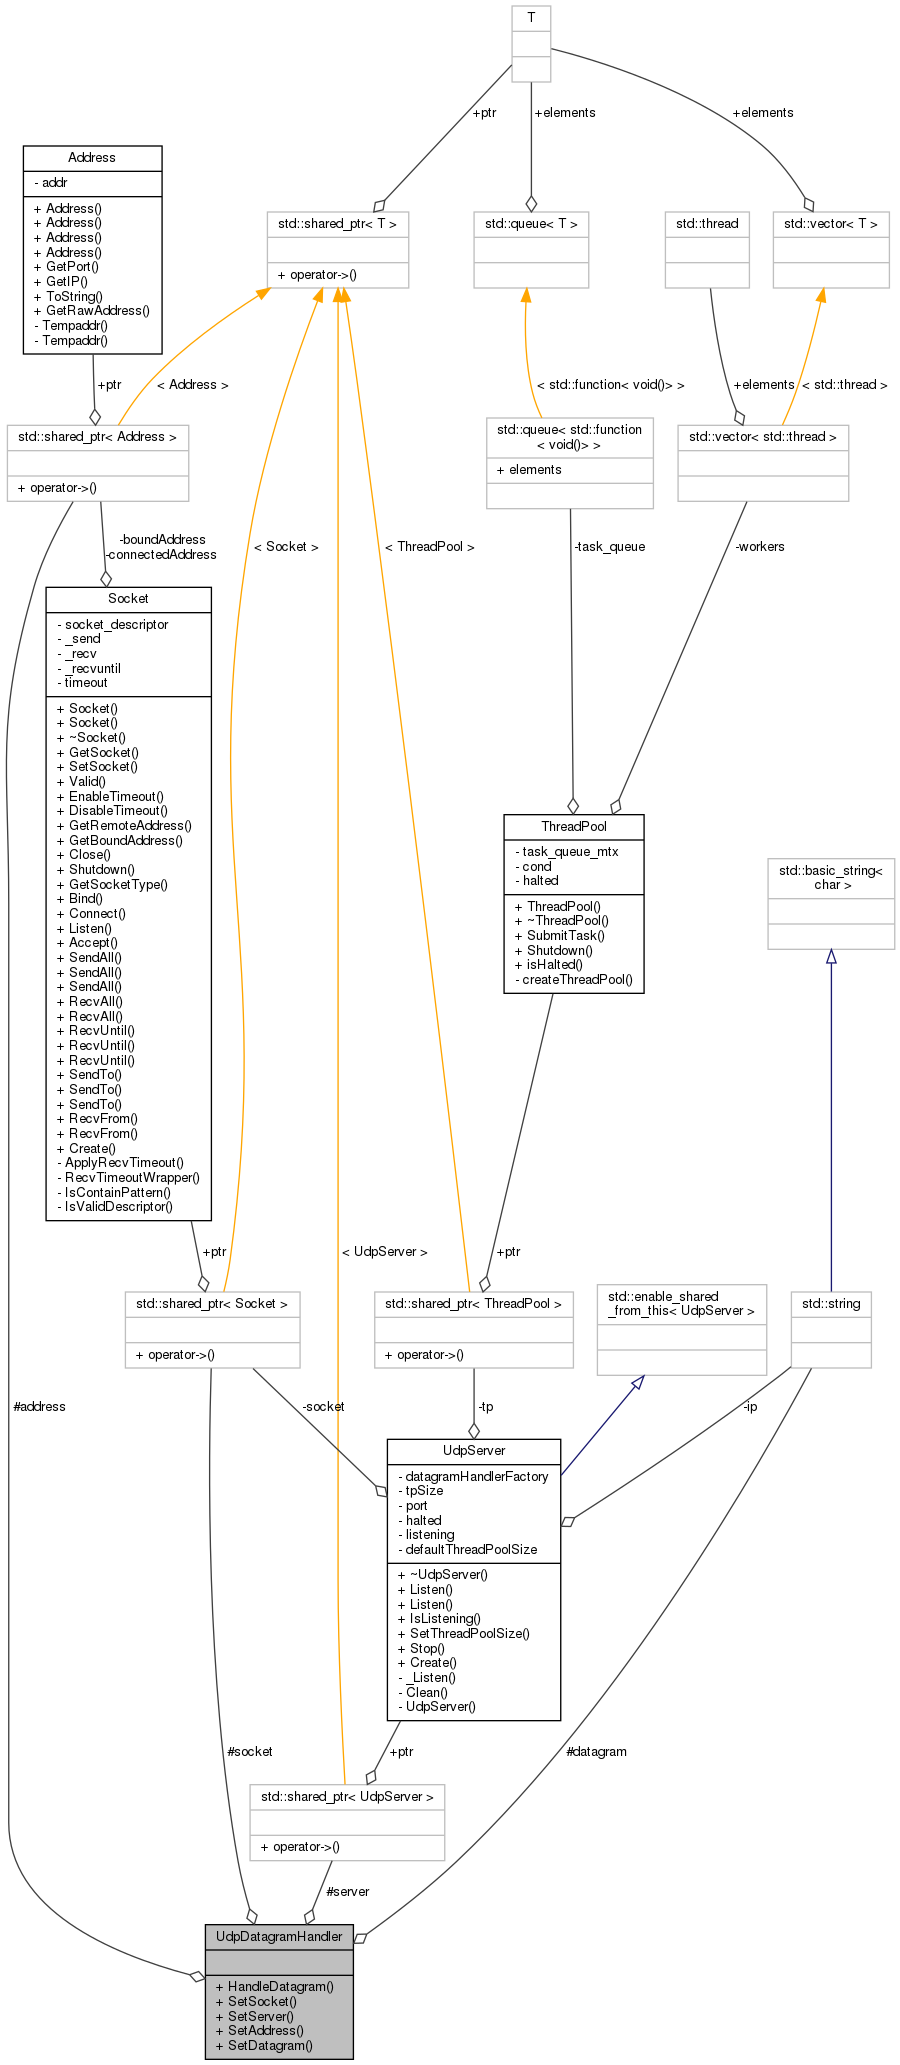 T
+ptr
+elements
+elements
Address
- addr
+ Address()
+ Address()
+ Address()
+ Address()
+ GetPort()
+ GetIP()
+ ToString()
+ GetRawAddress()
- Tempaddr()
- Tempaddr()
std::shared_ptr< T >
+ operator->()
std::queue< T >
std::thread
std::vector< T >
+ptr
< Address >
< std::function< void()> >
+elements
< std::thread >
std::shared_ptr< Address >
+ operator->()
std::queue< std::function
< void()> >
+ elements
std::vector< std::thread >
-boundAddress
-connectedAddress
< Socket >
< ThreadPool >
-task_queue
-workers
Socket
- socket_descriptor
- _send
- _recv
- _recvuntil
- timeout
+ Socket()
+ Socket()
+ ~Socket()
+ GetSocket()
+ SetSocket()
+ Valid()
+ EnableTimeout()
+ DisableTimeout()
+ GetRemoteAddress()
+ GetBoundAddress()
+ Close()
+ Shutdown()
+ GetSocketType()
+ Bind()
+ Connect()
+ Listen()
+ Accept()
+ SendAll()
+ SendAll()
+ SendAll()
+ RecvAll()
+ RecvAll()
+ RecvUntil()
+ RecvUntil()
+ RecvUntil()
+ SendTo()
+ SendTo()
+ SendTo()
+ RecvFrom()
+ RecvFrom()
+ Create()
- ApplyRecvTimeout()
- RecvTimeoutWrapper()
- IsContainPattern()
- IsValidDescriptor()
ThreadPool
- task_queue_mtx
- cond
- halted
+ ThreadPool()
+ ~ThreadPool()
+ SubmitTask()
+ Shutdown()
+ isHalted()
- createThreadPool()
std::basic_string<
char >
+ptr
< UdpServer >
+ptr
std::shared_ptr< Socket >
+ operator->()
std::shared_ptr< ThreadPool >
+ operator->()
std::enable_shared
_from_this< UdpServer >
std::string
#address
-socket
-tp
-ip
UdpServer
- datagramHandlerFactory
- tpSize
- port
- halted
- listening
- defaultThreadPoolSize
+ ~UdpServer()
+ Listen()
+ Listen()
+ IsListening()
+ SetThreadPoolSize()
+ Stop()
+ Create()
- _Listen()
- Clean()
- UdpServer()
#socket
+ptr
#datagram
std::shared_ptr< UdpServer >
+ operator->()
#server
UdpDatagramHandler
+ HandleDatagram()
+ SetSocket()
+ SetServer()
+ SetAddress()
+ SetDatagram()